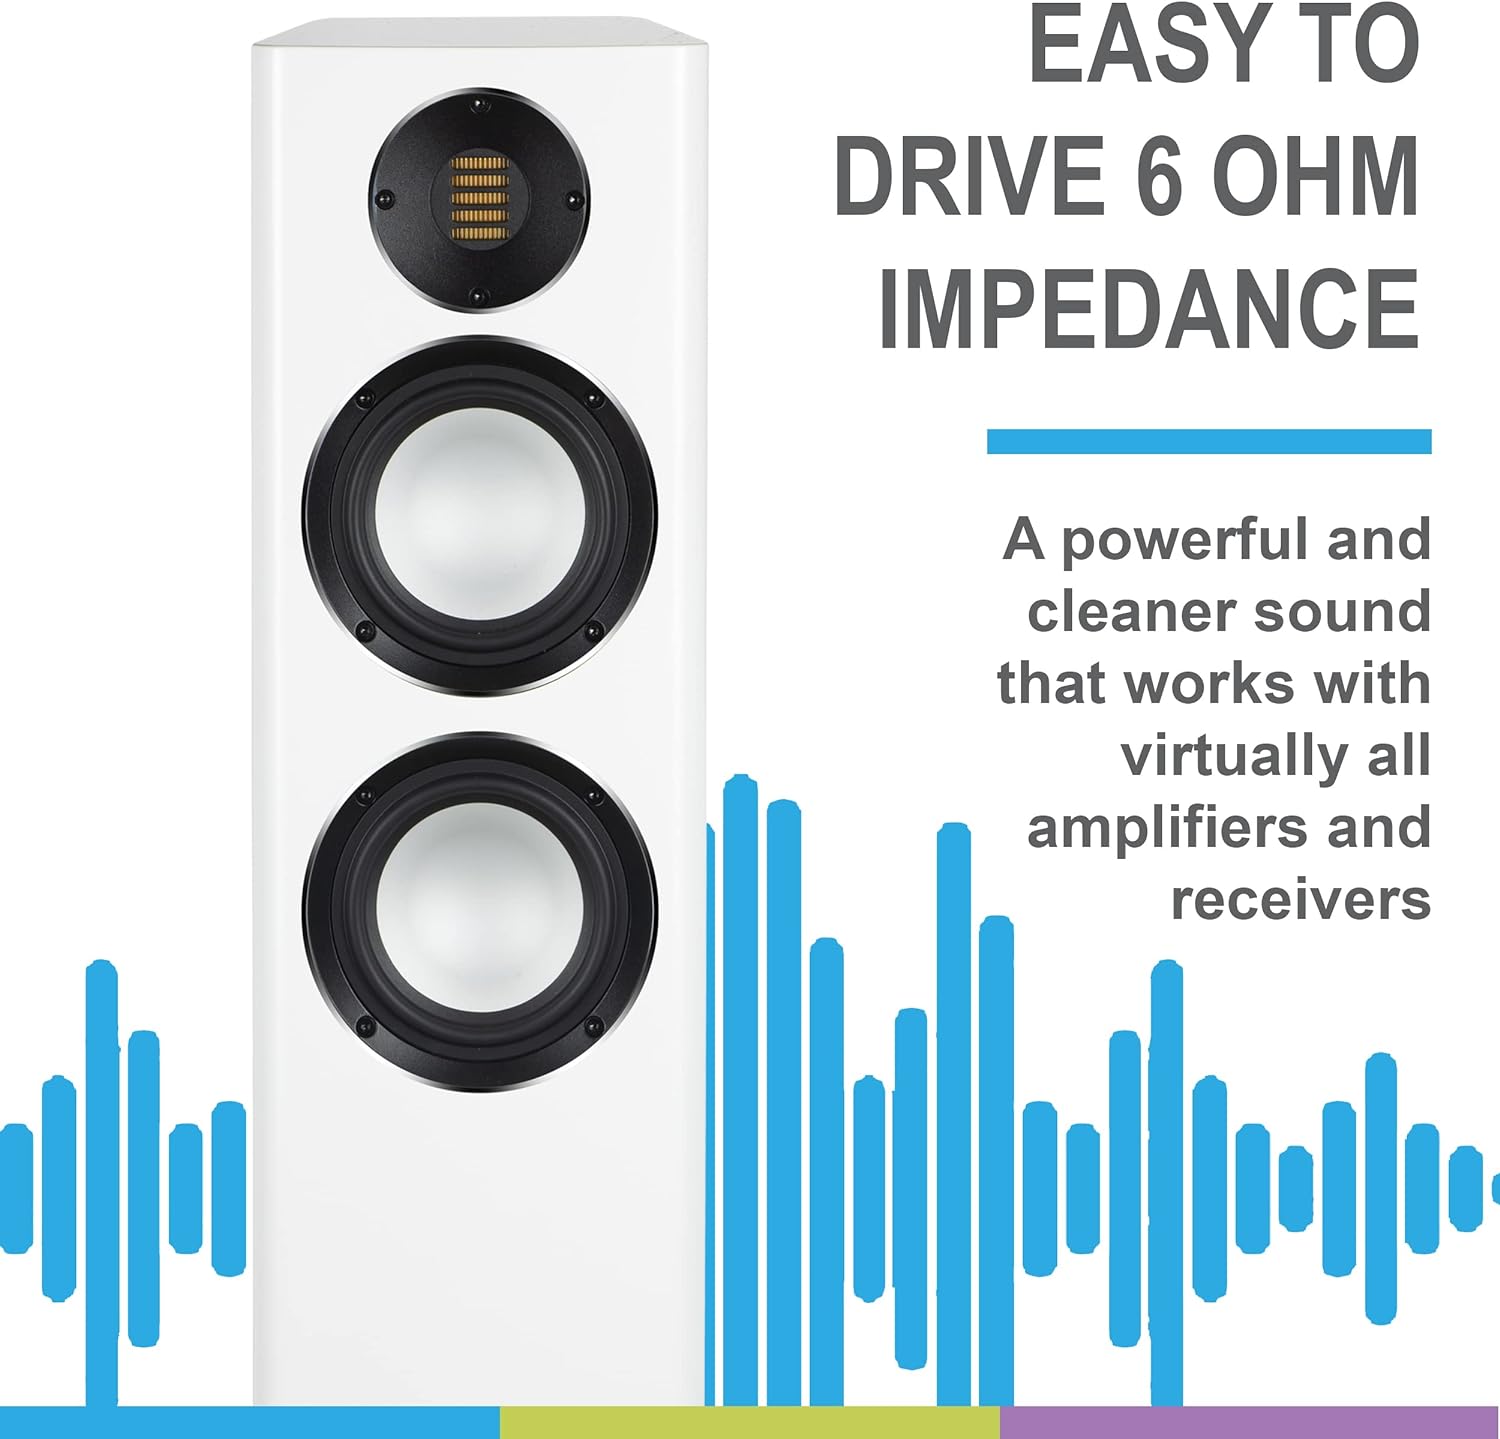 EASY TO
DRIVE 6 OHM
IMPEDANCE
A powerful and
cleaner sound
that works with
virtually all
amplifiers and
receivers